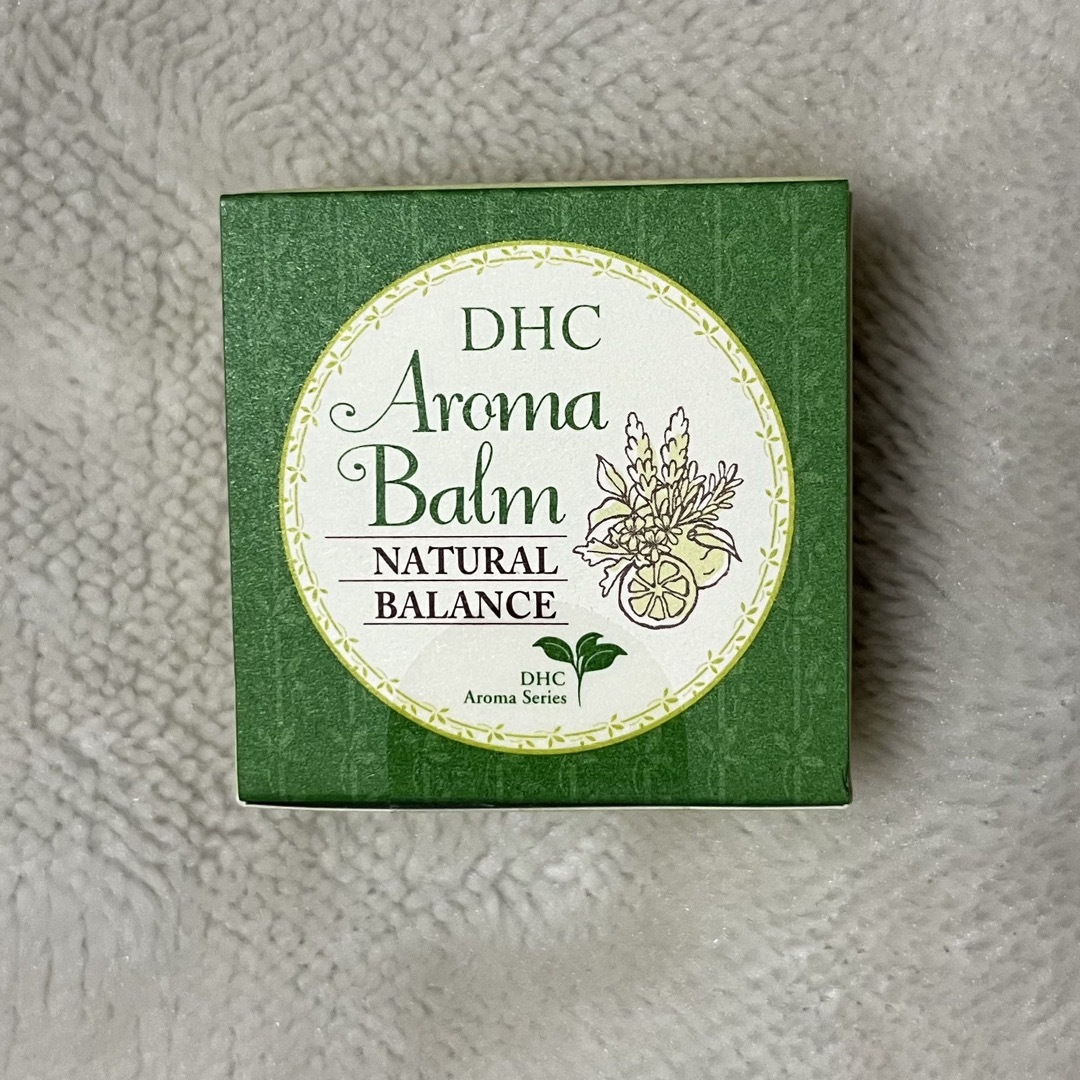 DHC
Aroma
Balm
NATURAL
BALANCE
DHC
Aroma Series